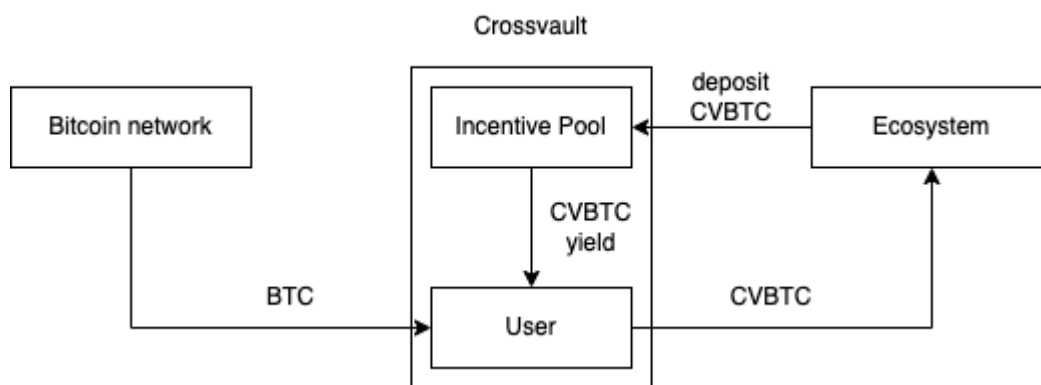 Crossvault
Bitcoin network
Incentive Pool
deposit
CVBTC
Ecosystem
CVBTC
yield
BTC
User
CVBTC